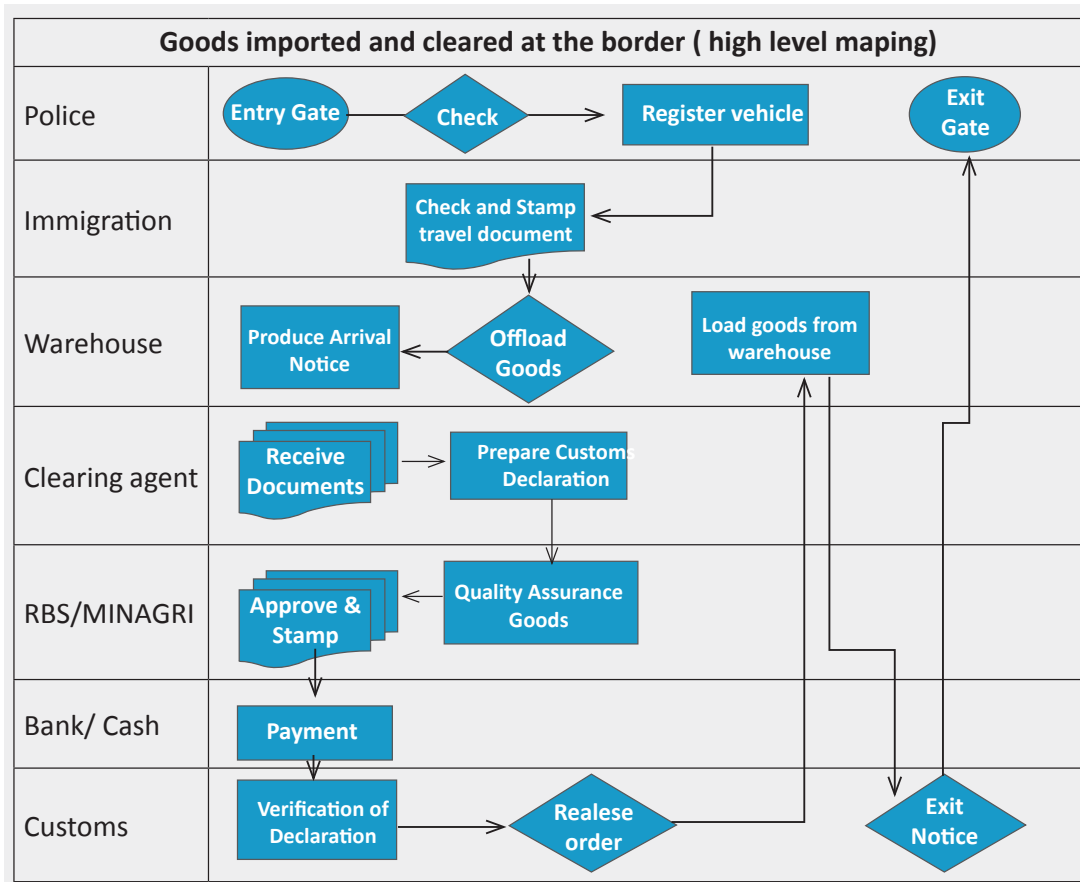 Goods imported and cleared at the border ( high level maping)
Police
Entry Gate
Check
Register vehicle
Exit
Gate
Immigration
Check and Stamp
travel document
Warehouse
Produce Arrival
Notice
Offload
Goods
Load goods from
warehouse
Clearing agent
Receive
Documents
Prepare Customs
Declaration
RBS/MINAGRI
Approve &
Stamp
Quality Assurance
Goods
Bank/ Cash
Payment
Customs
Verification of
Declaration
Realese
order
Exit
Notice